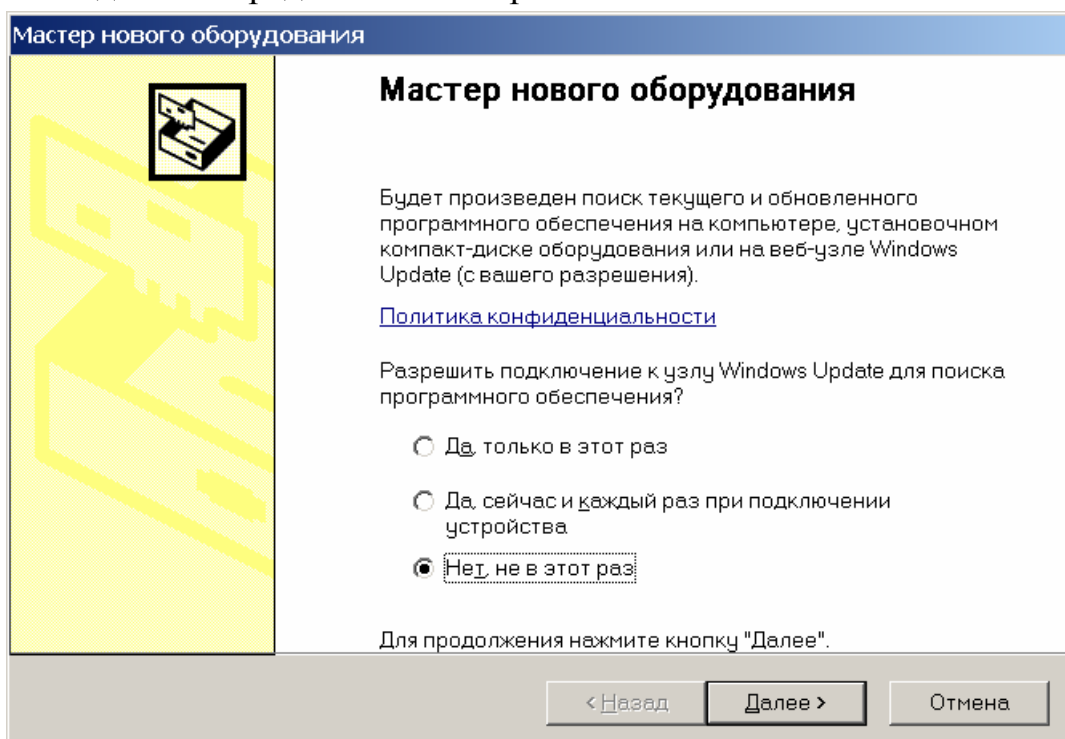 Мастер нового оборудования
Мастер нового оборудования
Будет произведен поиск текущего и обновленного
программного обеспечения на компьютере, установочном
компакт-диске оборудования или на веб-узле Windows
Update (с вашего разрешения).
Политика конфиденциальности
Разрешить подключение к узлу Windows Update для поиска
программного обеспечения?
Да, только в этот раз
Да, сейчас и каждый раз при подключении
устройства
Нет, не в этот раз
Для продолжения нажмите кнопку "Далее".
< Назад
Далее >
Отмена